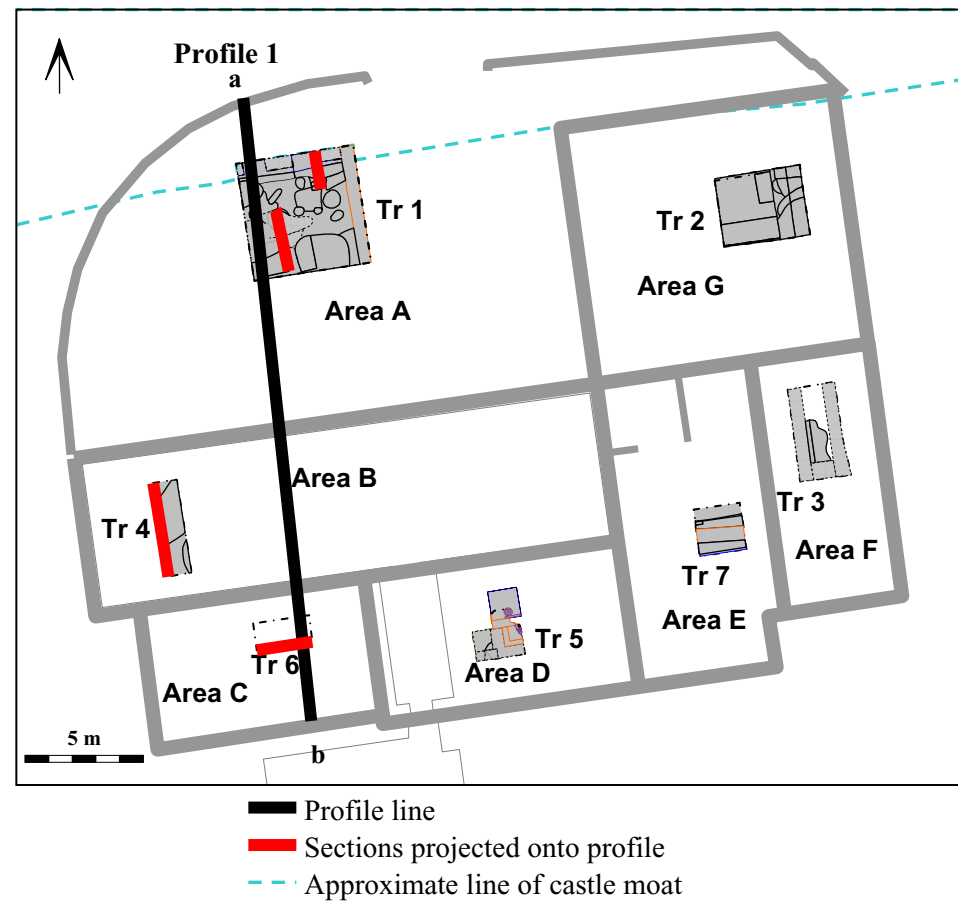 Profile 1
a
Tr 1
Tr 2
Area G
Area A
Area B
Tr 4
Tr 3
Area F
Tr 7
Area E
Tr 5
Area D
Tr 6
Area C
5 m
b
Profile line
Sections projected onto profile
Approximate line of castle moat